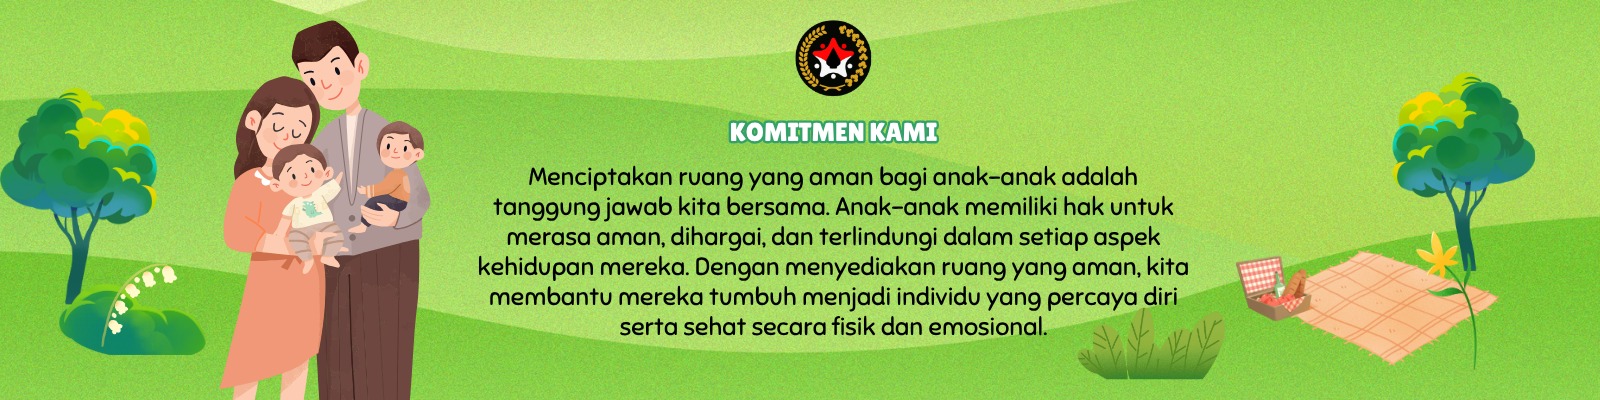 KOMITMEN KAMI
Menciptakan ruang yang aman bagi anak-anak adalah
tanggung jawab kita bersama. Anak-anak memiliki hak untuk
merasa aman, dihargai, dan terlindungi dalam setiap aspek
kehidupan mereka. Dengan menyediakan ruang yang aman, kita
membantu mereka tumbuh menjadi individu yang percaya diri
serta sehat secara fisik dan emosional.